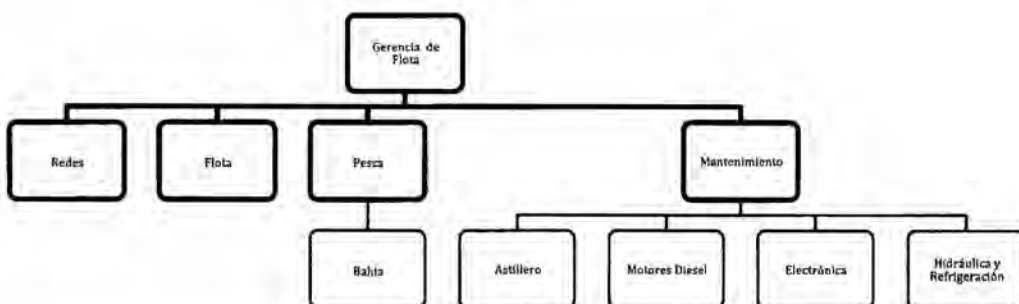 Gerencia de
Flota
Redes
Flota
Pesca
Mantenimiento
Bahía
Astillero
Motores Diesel
Electrónica
Hidráulica y
Refrigeración